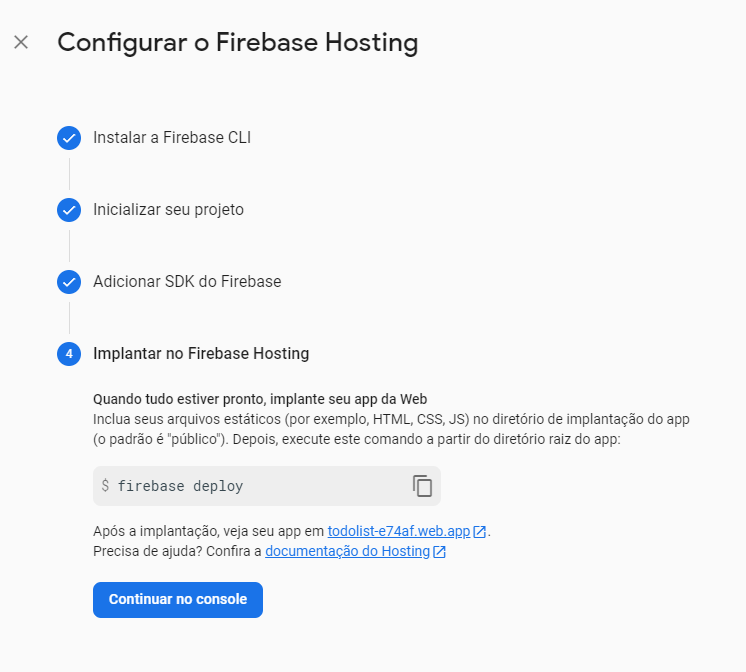 Configurar o Firebase Hosting
Instalar a Firebase CLI
Inicializar seu projeto
Adicionar SDK do Firebase
4 Implantar no Firebase Hosting
Quando tudo estiver pronto, implante seu app da Web
Inclua seus arquivos estáticos (por exemplo, HTML, CSS, JS) no diretório de implantação do app
(o padrão é "público"). Depois, execute este comando a partir do diretório raiz do app:
$ firebase deploy
Após a implantação, veja seu app em todolist-e74af.web.app.
Precisa de ajuda? Confira a documentação do Hosting
Continuar no console